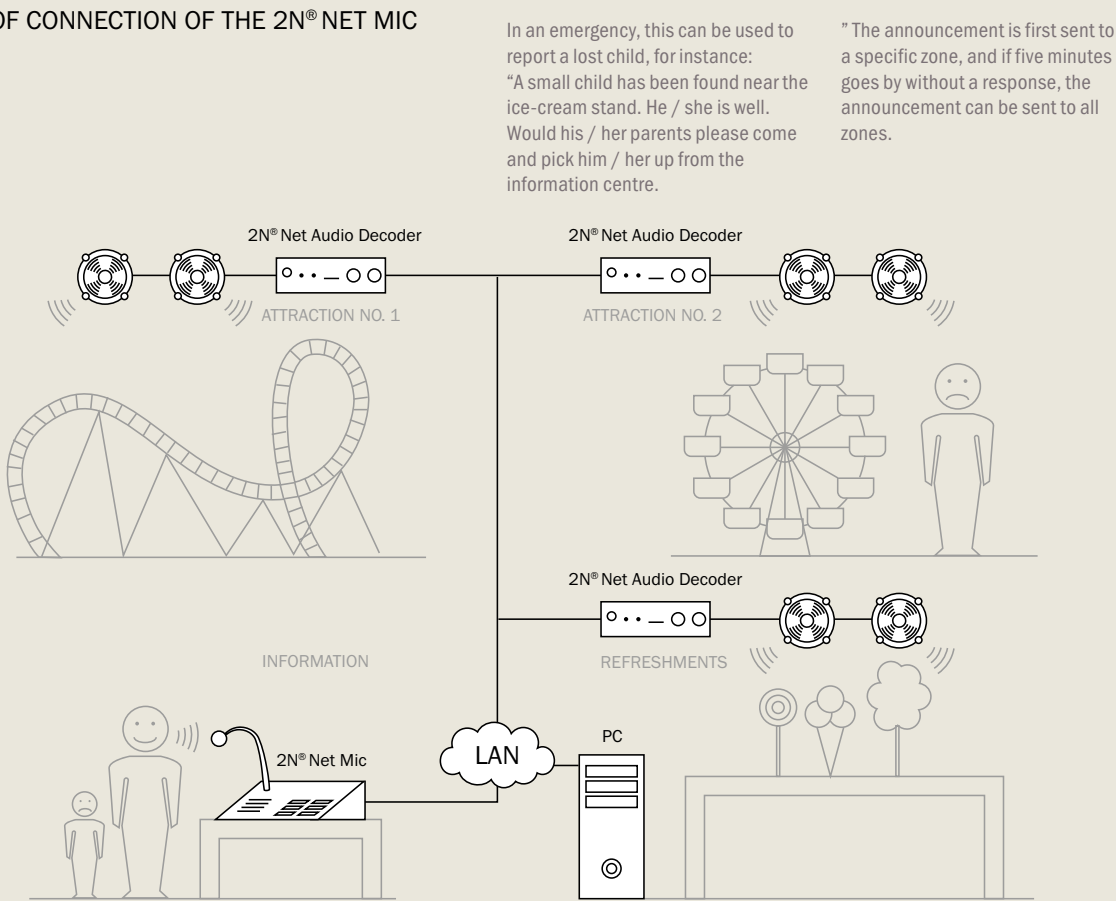 OF CONNECTION OF THE 2N® NET MIC
In an emergency, this can be used to
report a lost child, for instance:
“A small child has been found near the
ice-cream stand. He / she is well.
Would his / her parents please come
and pick him / her up from the
information centre.
” The announcement is first sent to
a specific zone, and if five minutes
goes by without a response, the
announcement can be sent to all
zones.
2N® Net Audio Decoder
2N® Net Audio Decoder
ATTRACTION NO. 1
ATTRACTION NO. 2
2N® Net Audio Decoder
INFORMATION
REFRESHMENTS
PC
LAN
2N® Net Mic